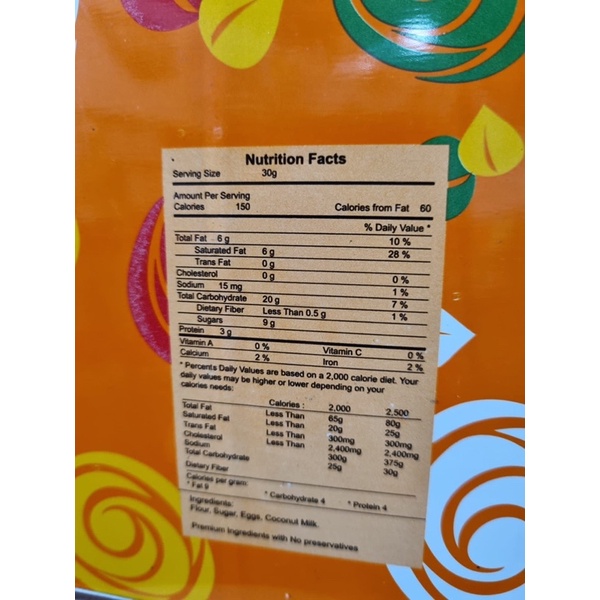 Nutrition Facts
Serving Size 30g
Amount Per Serving
Calories 150 Calories from Fat 60
% Daily Value *
Total Fat 6 g 10 %
Saturated Fat 6 g 28 %
Trans Fat 0 g
Cholesterol 0 g 0 %
Sodium 15 mg 1 %
Total Carbohydrate 20 g 7 %
Dietary Fiber Less Than 0.5 g 1 %
Sugars 9 g
Protein 3 g
Vitamin A 0 % Vitamin C 0 %
Calcium 2 % Iron 2 %
* Percents Daily Values are based on a 2,000 calorie diet. Your
daily values may be higher or lower depending on your
calories needs:
Calories : 2,000 2,500
Total Fat Less Than 65g 80g
Saturated Fat Less Than 20g 25g
Trans Fat
Cholesterol Less Than 300mg 300mg
Sodium Less Than 2,400mg 2,400mg
Total Carbohydrate 300g 375g
Dietary Fiber 25g 30g
Calories per gram:
* Fat 9 * Carbohydrate 4 * Protein 4
Ingredients:
Flour, Sugar, Eggs, Coconut Milk.
Premium Ingredients with No preservatives